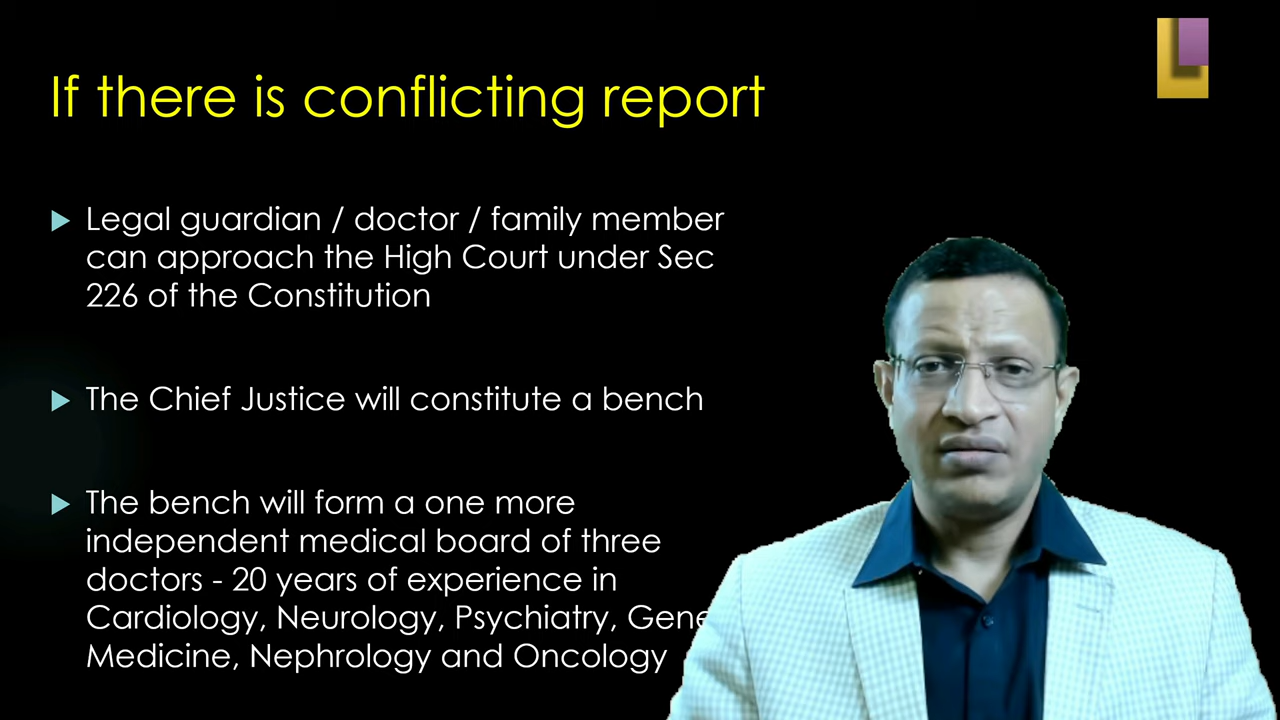 If there is conflicting report
Legal guardian / doctor / family member
can approach the High Court under Sec
226 of the Constitution
The Chief Justice will constitute a bench
The bench will form a one more
independent medical board of three
doctors - 20 years of experience in
Cardiology, Neurology, Psychiatry,
Medicine, Nephrology and Oncology